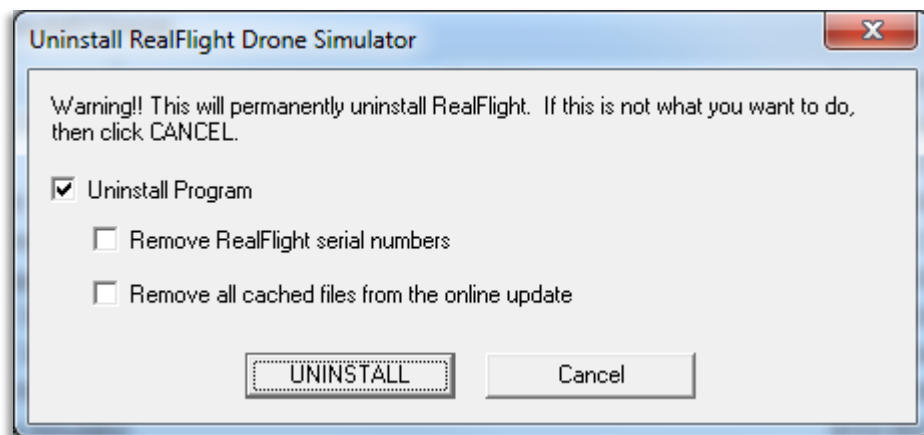 Uninstall RealFlight Drone Simulator
Warning!! This will permanently uninstall RealFlight. If this is not what you want to do,
then click CANCEL.
Uninstall Program
Remove RealFlight serial numbers
Remove all cached files from the online update
UNINSTALL
Cancel